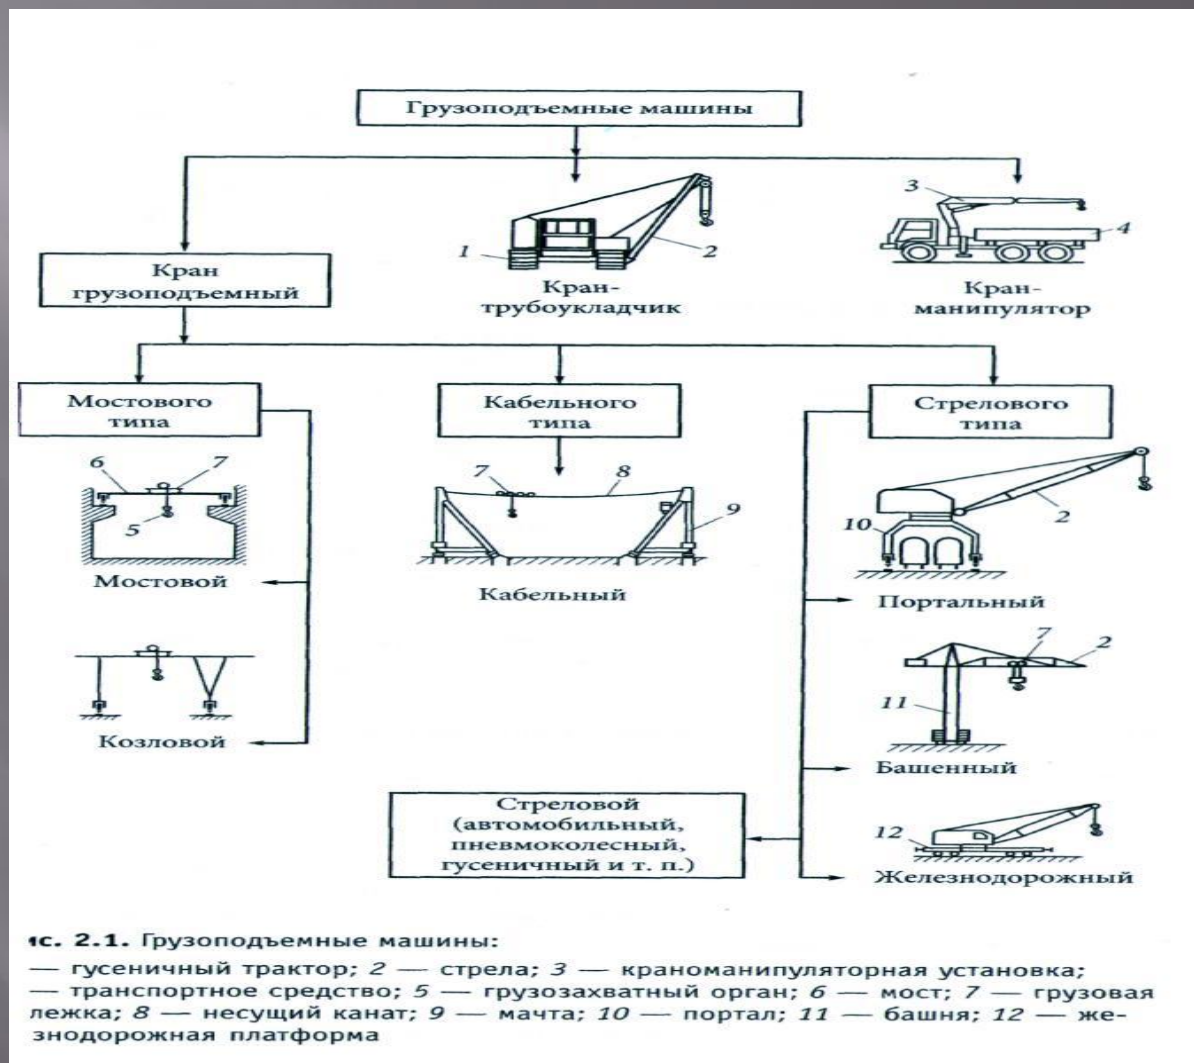 Грузоподъемные машины
3
4
1
2
Кран
грузоподъемный
Кран-
трубоукладчик
Кран-
манипулятор
Мостового
типа
Кабельного
типа
Стрелового
типа
6
7
5
Мостовой
7
8
9
Кабельный
2
10
Портальный
Козловой
7
2
11
Башенный
Стреловой
(автомобильный,
пневмоколесный,
гусеничный и т. п.)
12
Железнодорожный
с. 2.1. Грузоподъемные машины:
— гусеничный трактор; 2 — стрела; 3 — краноманипуляторная установка;
— транспортное средство; 5 — грузозахватный орган; 6 — мост; 7 — грузовая
лежка; 8 — несущий канат; 9 — мачта; 10 — портал; 11 — башня; 12 — же-
знодорожная платформа